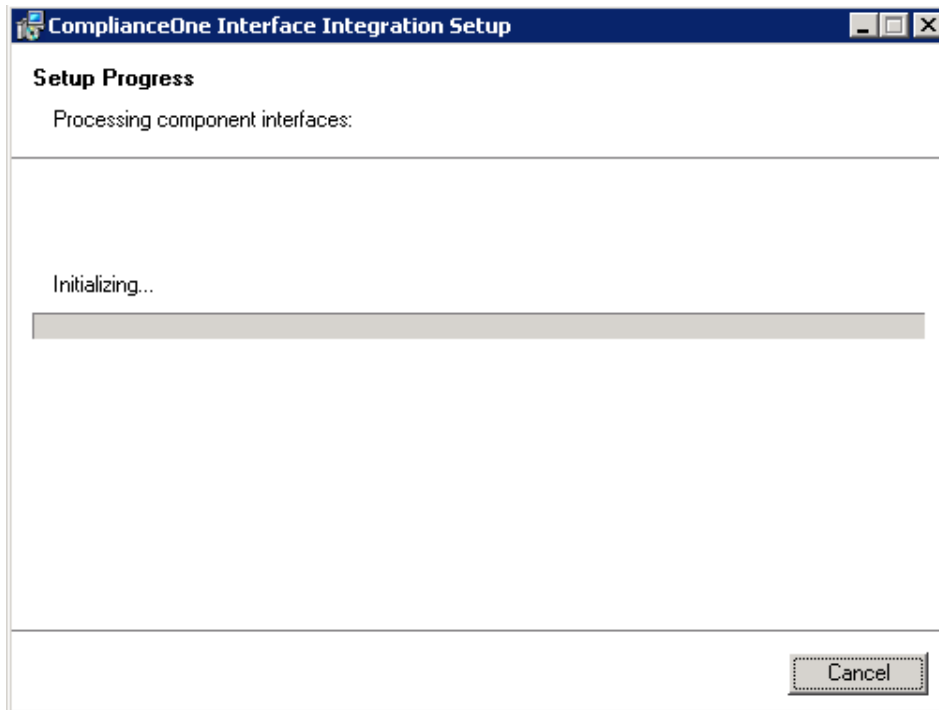 ComplianceOne Interface Integration Setup
Setup Progress
Processing component interfaces:
Initializing...
Cancel